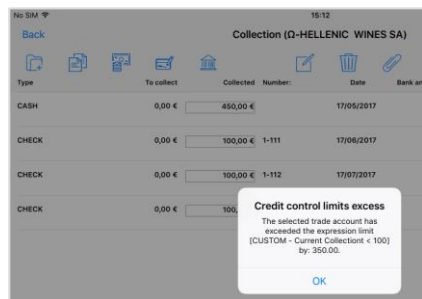 No SIM 15:12
Back Collection (Ω-HELLENIC WINES SA)
Type To collect Collected Number: Date Bank an
CASH 0,00 € 450,00 € 17/05/2017
CHECK 0,00 € 100,00 € 1-111 17/06/2017
CHECK 0,00 € 100,00 € 1-112 17/07/2017
CHECK 0,00 € 100,
Credit control limits excess
The selected trade account has
exceeded the expression limit
[CUSTOM - Current Collectiont < 100]
by: 350.00.
OK